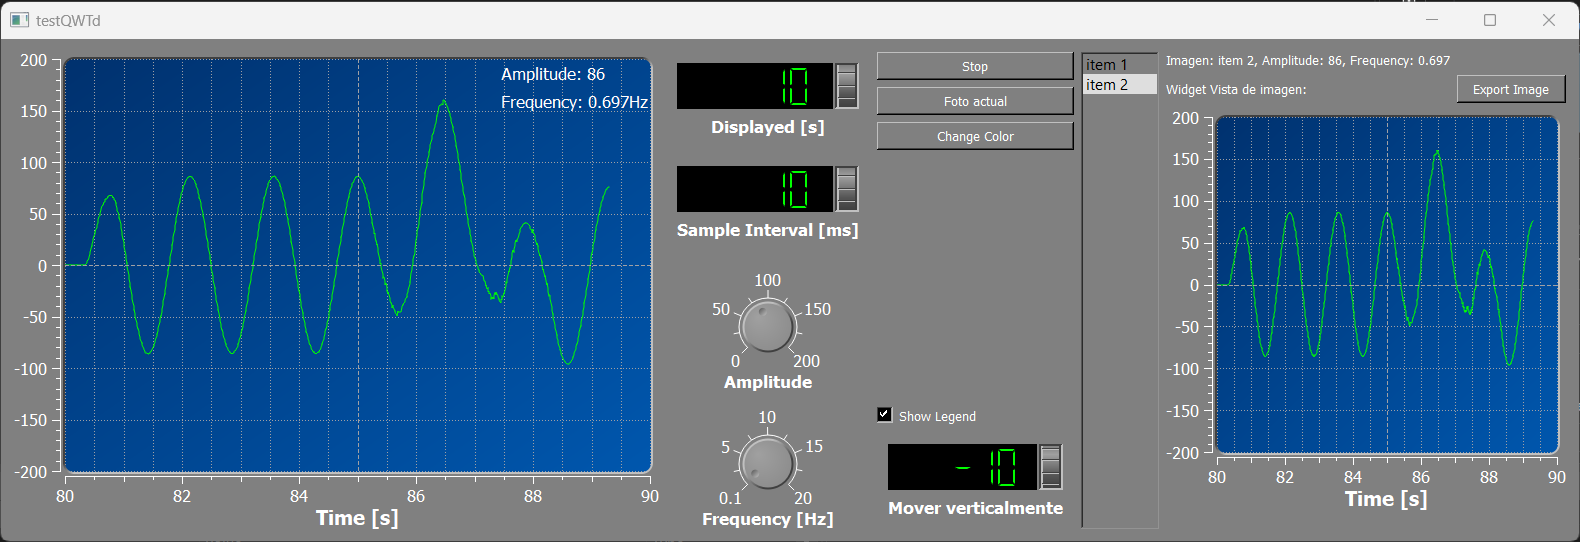 testQWTd
200
150
100
50
0
-50
-100
-150
-200
80
82
84
86
88
90
Time [s]
Amplitude: 86
Frequency: 0.697Hz
10
Displayed [s]
10
Sample Interval [ms]
0
50
100
150
200
Amplitude
0.1
5
10
15
20
Frequency [Hz]
Stop
Foto actual
Change Color
Show Legend
-10
Mover verticalmente
item 1
item 2
Imagen: item 2, Amplitude: 86, Frequency: 0.697
Widget Vista de imagen:
Export Image
200
150
100
50
0
-50
-100
-150
-200
80
82
84
86
88
90
Time [s]